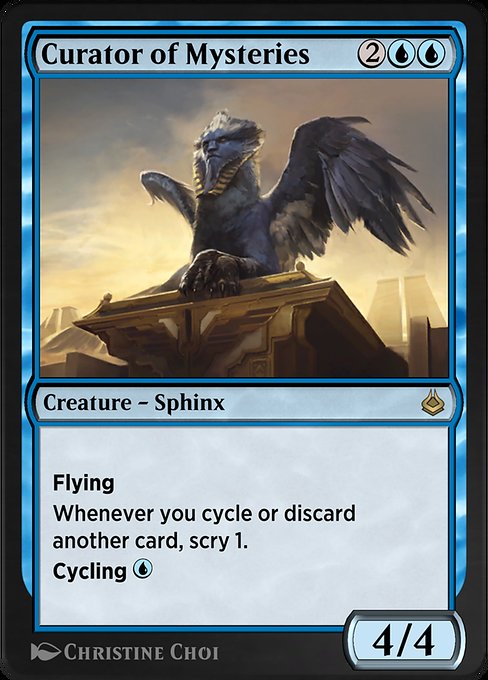 Curator of Mysteries 2
Creature – Sphinx
Flying
Whenever you cycle or discard
another card, scry 1.
Cycling
4/4
Christine Choi